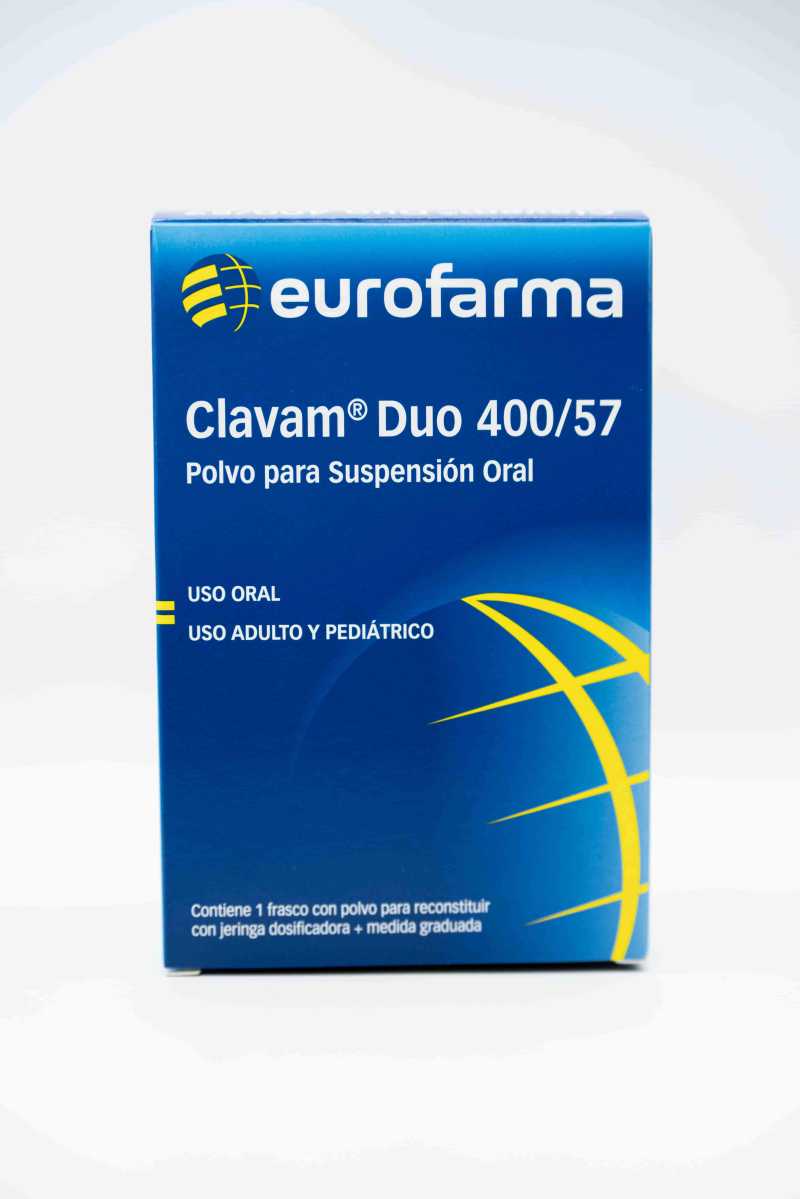 eurofarma
Clavam® Duo 400/57
Polvo para Suspensión Oral
USO ORAL
USO ADULTO Y PEDIÁTRICO
Contiene 1 frasco con polvo para reconstituir
con jeringa dosificadora + medida graduada